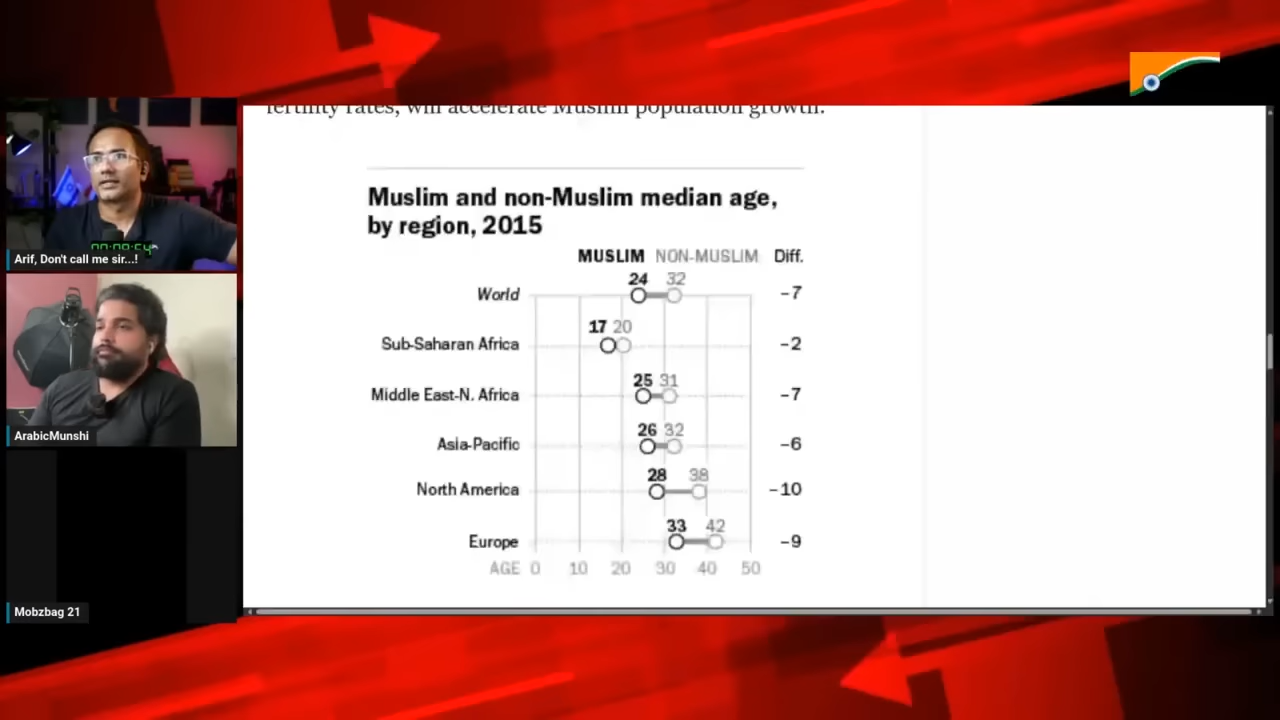 fertility rates, will accelerate Muslim population growth.
Muslim and non-Muslim median age,
by region, 2015
MUSLIM NON-MUSLIM Diff.
World 24 32 -7
Sub-Saharan Africa 17 20 -2
Middle East-N. Africa 25 31 -7
Asia-Pacific 26 32 -6
North America 28 38 -10
Europe 33 42 -9
AGE 0 10 20 30 40 50
00:08:54
Arif, Don't call me sir...!
ArabicMunshi
Mobzbag 21